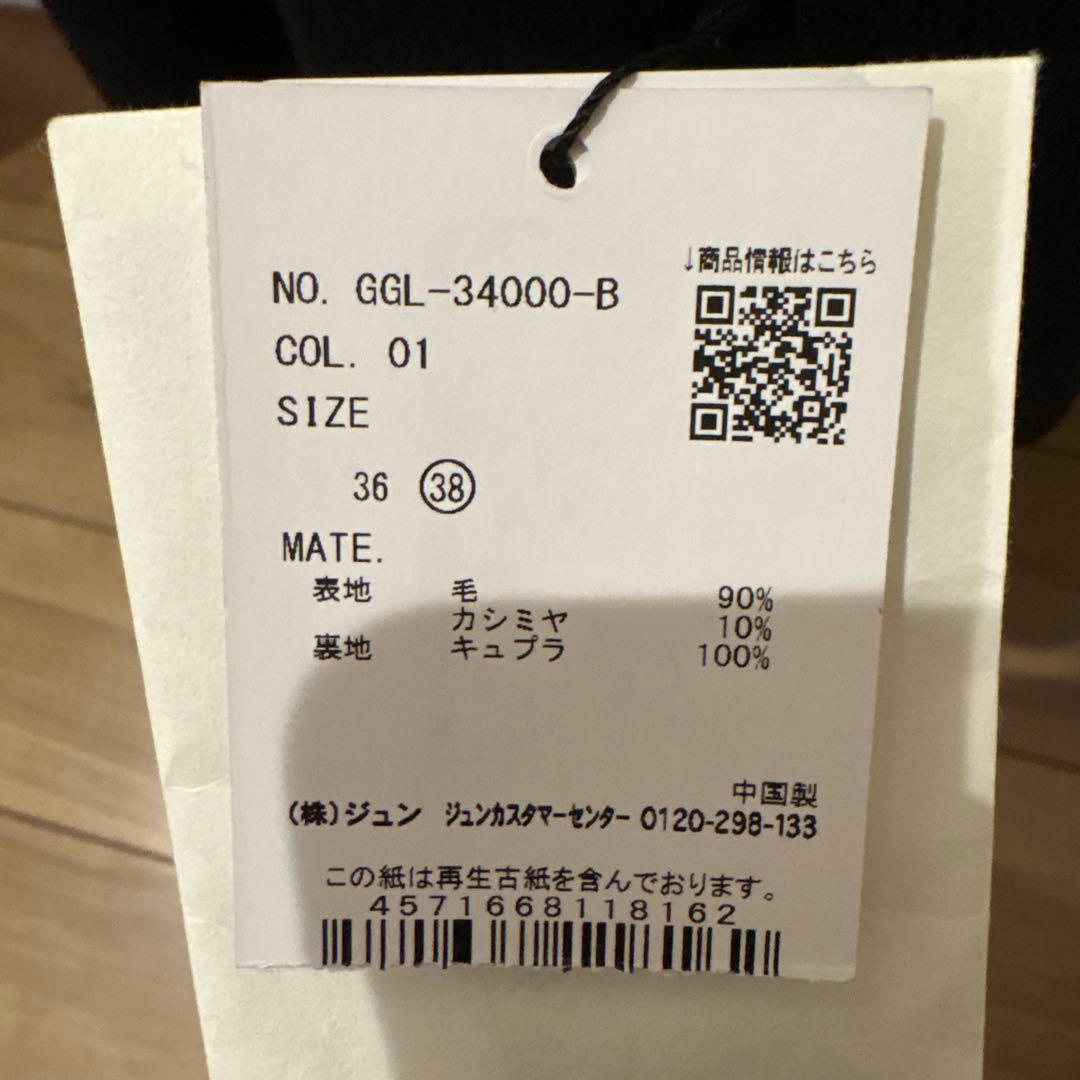 ↓商品情報はこちら
NO. GGL-34000-B
COL. 01
SIZE
36 38
MATE.
表地 毛 90%
カシミヤ 10%
裏地 キュプラ 100%
中国製
(株)ジュン ジュンカスタマーセンター 0120-298-133
この紙は再生古紙を含んでおります。
4571668118162